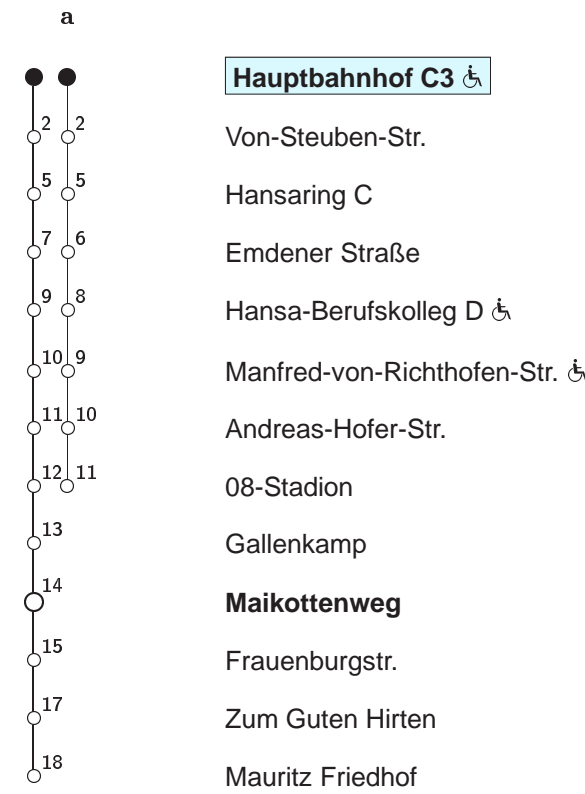 a
Hauptbahnhof C3
2 2 Von-Steuben-Str.
5 5 Hansaring C
7 6 Emdener Straße
9 8 Hansa-Berufskolleg D
10 9 Manfred-von-Richthofen-Str.
11 10 Andreas-Hofer-Str.
12 11 08-Stadion
13 Gallenkamp
14 Maikottenweg
15 Frauenburgstr.
17 Zum Guten Hirten
18 Mauritz Friedhof